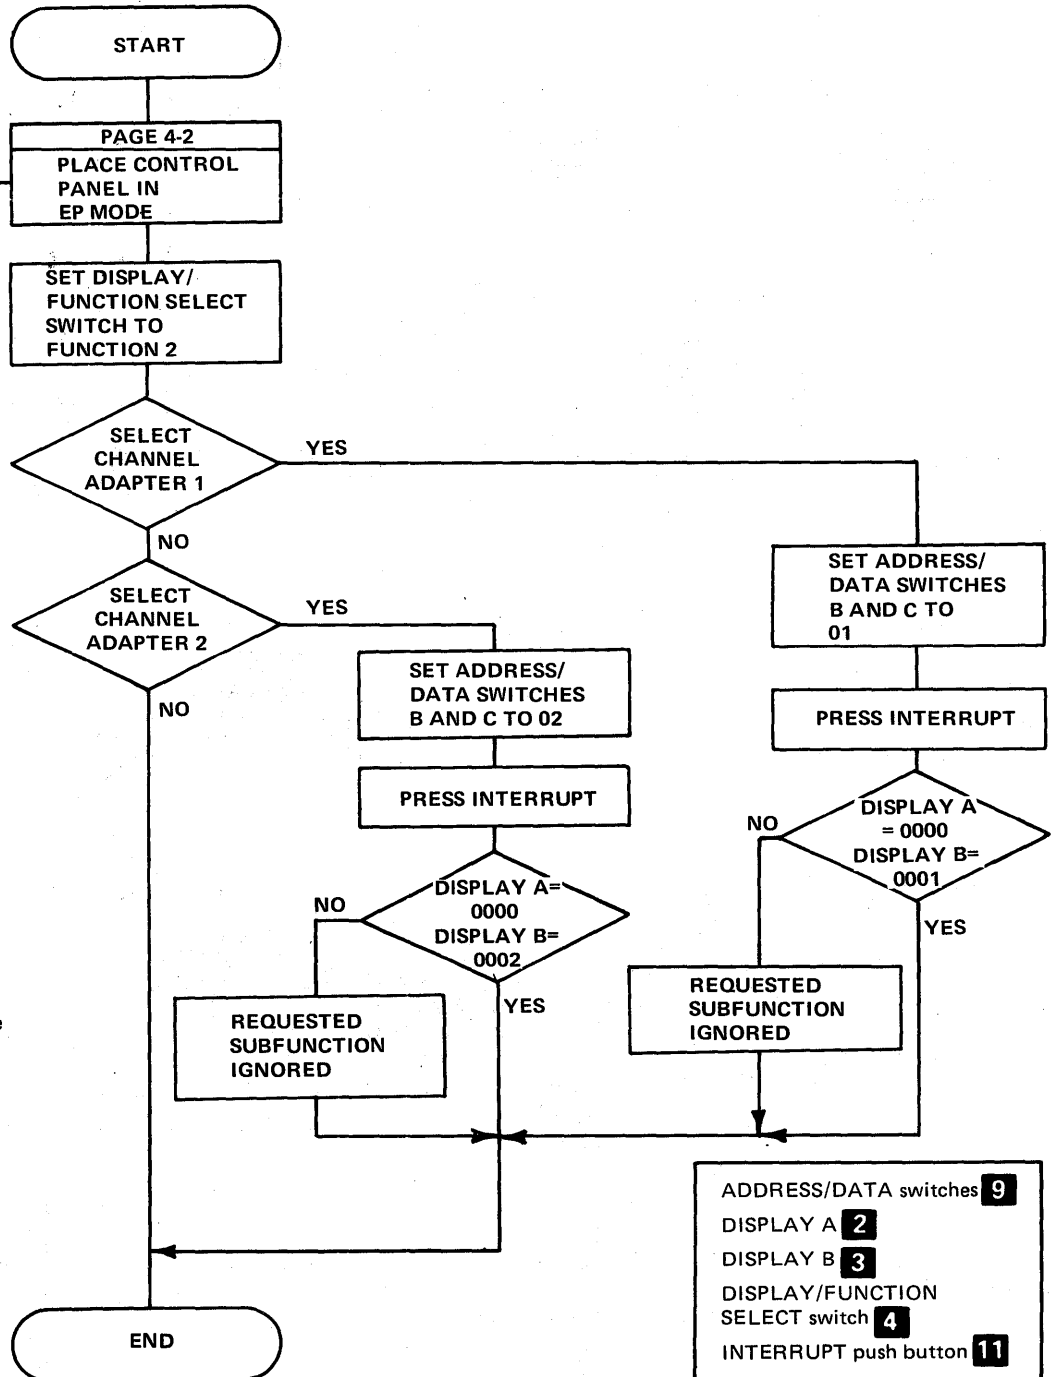 START
PAGE 4-2
PLACE CONTROL
PANEL IN
EP MODE
SET DISPLAY/
FUNCTION SELECT
SWITCH TO
FUNCTION 2
SELECT
CHANNEL
ADAPTER 1
YES
NO
SELECT
CHANNEL
ADAPTER 2
YES
NO
SET ADDRESS/
DATA SWITCHES
B AND C TO
01
PRESS INTERRUPT
DISPLAY A
= 0000
DISPLAY B=
0001
NO
YES
REQUESTED
SUBFUNCTION
IGNORED
SET ADDRESS/
DATA SWITCHES
B AND C TO 02
PRESS INTERRUPT
DISPLAY A=
0000
DISPLAY B=
0002
NO
YES
REQUESTED
SUBFUNCTION
IGNORED
END
ADDRESS/DATA switches 9
DISPLAY A 2
DISPLAY B 3
DISPLAY/FUNCTION
SELECT switch 4
INTERRUPT push button 11